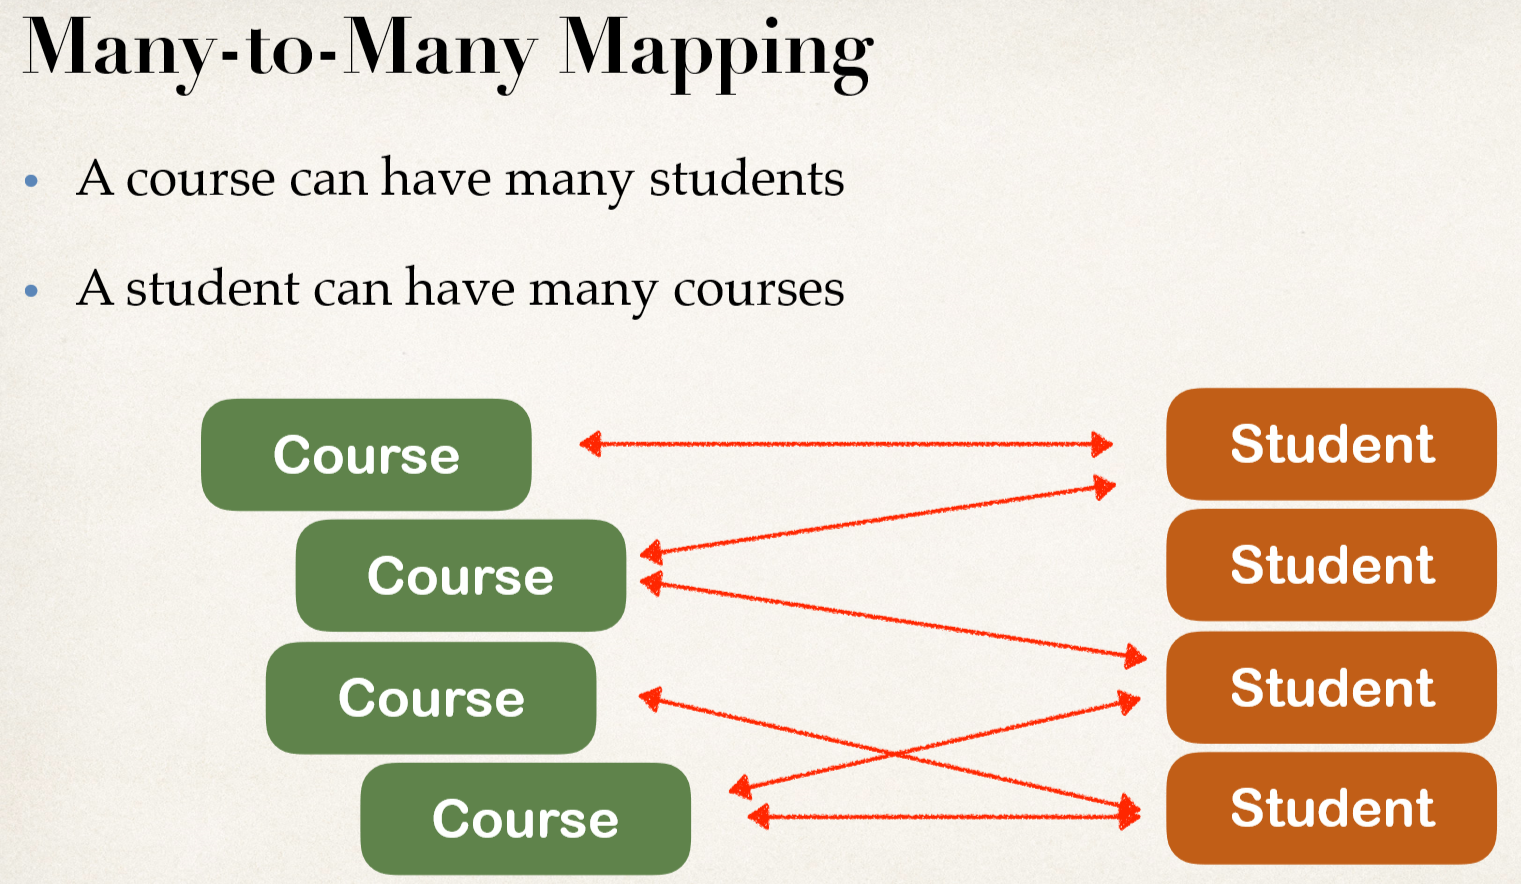 Many-to-Many Mapping
• A course can have many students
• A student can have many courses
Course
Student
Course
Student
Course
Student
Course
Student